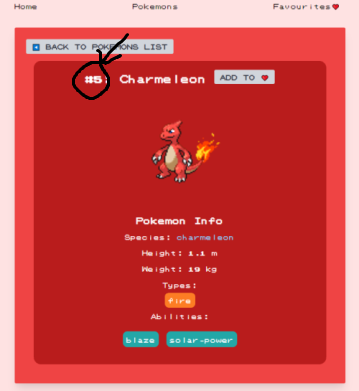 Home Pokemons Favourites
BACK TO POKEMONS LIST
#5: Charmeleon ADD TO
Pokemon Info
Species: charmeleon
Height: 1.1 m
Weight: 19 kg
Types:
fire
Abilities:
blaze solar-power